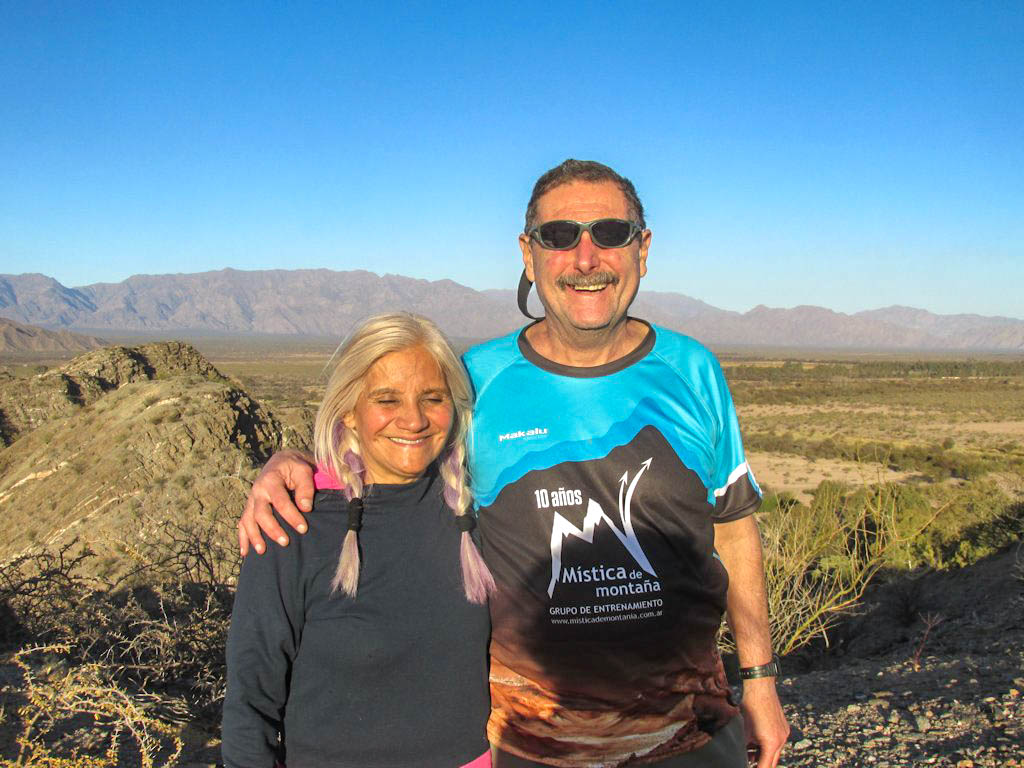 Makalu
10 años
Mística de
montaña
GRUPO DE ENTRENAMIENTO
www.misticademontania.com.ar